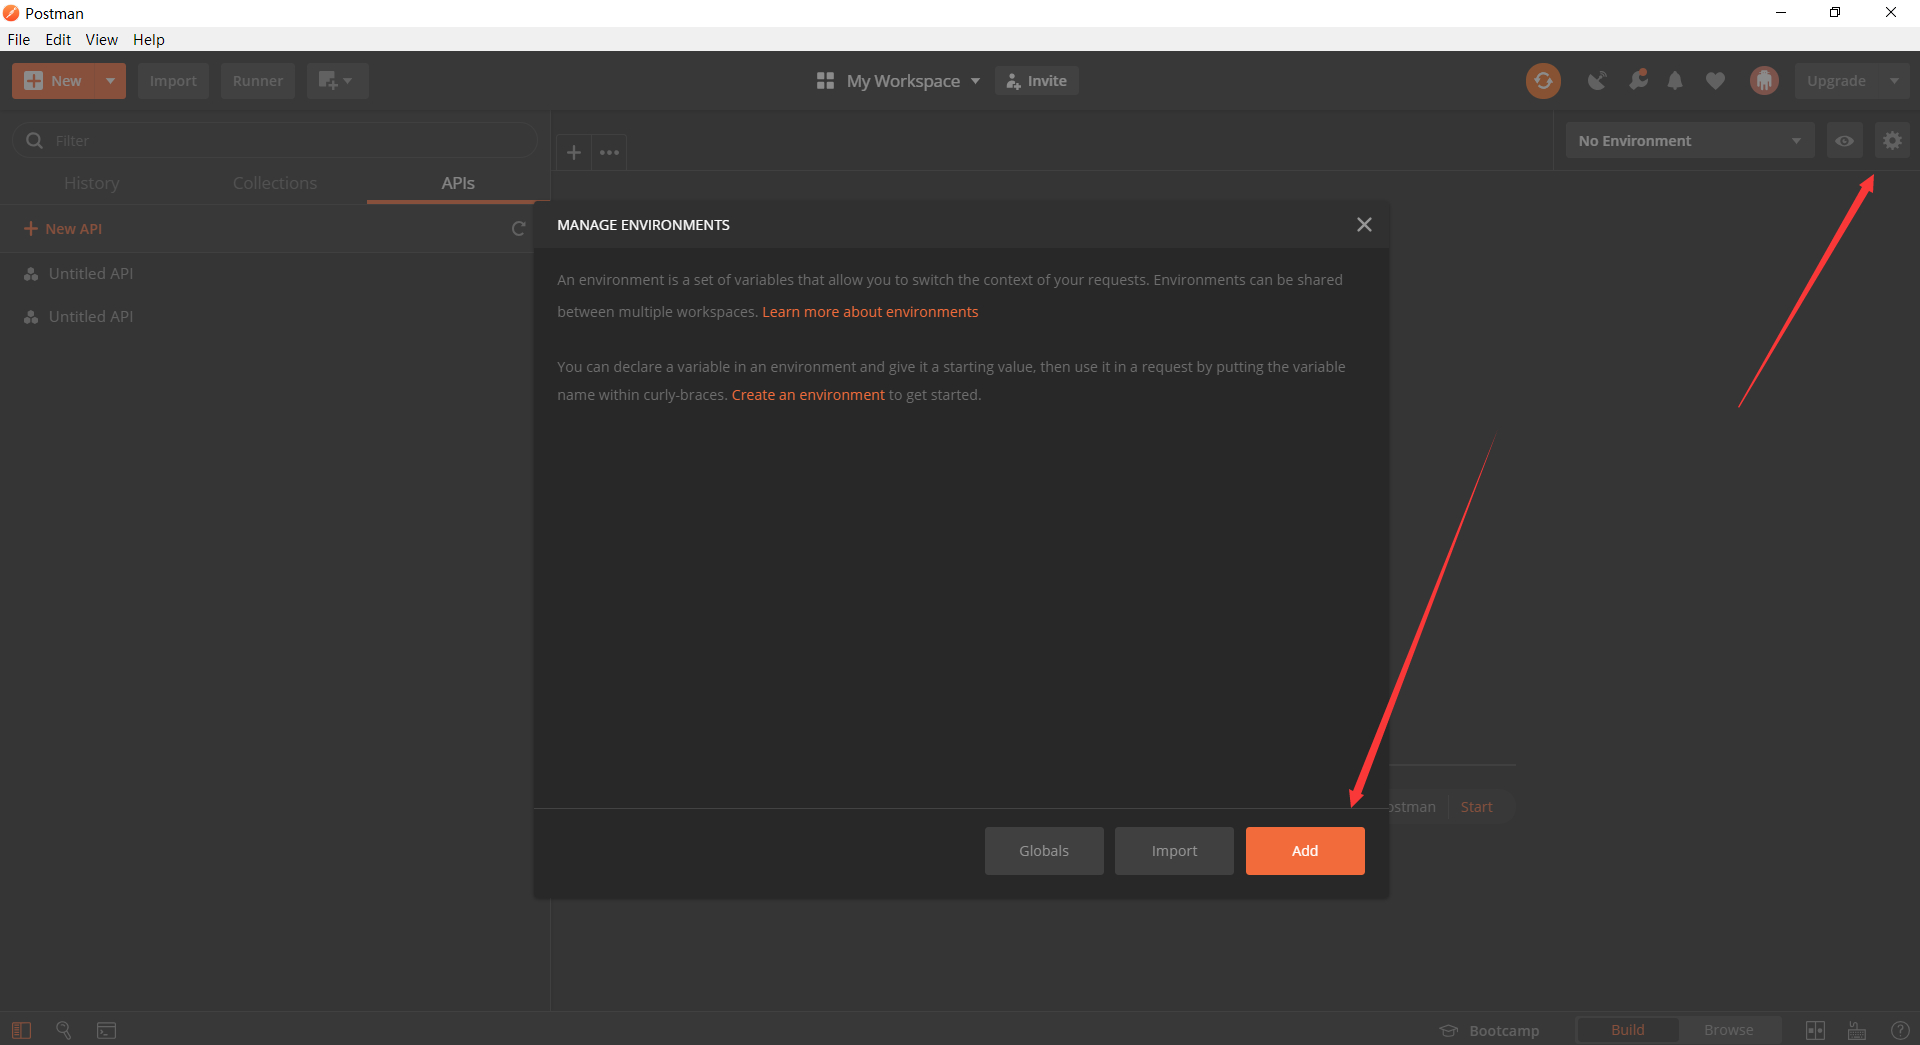 Postman
File Edit View Help
New Import Runner My Workspace Invite Upgrade
Filter
No Environment
History Collections APIs
New API
Untitled API
Untitled API
MANAGE ENVIRONMENTS
An environment is a set of variables that allow you to switch the context of your requests. Environments can be shared
between multiple workspaces. Learn more about environments
You can declare a variable in an environment and give it a starting value, then use it in a request by putting the variable
name within curly-braces. Create an environment to get started.
ostman Start
Globals Import Add
Bootcamp Build Browse